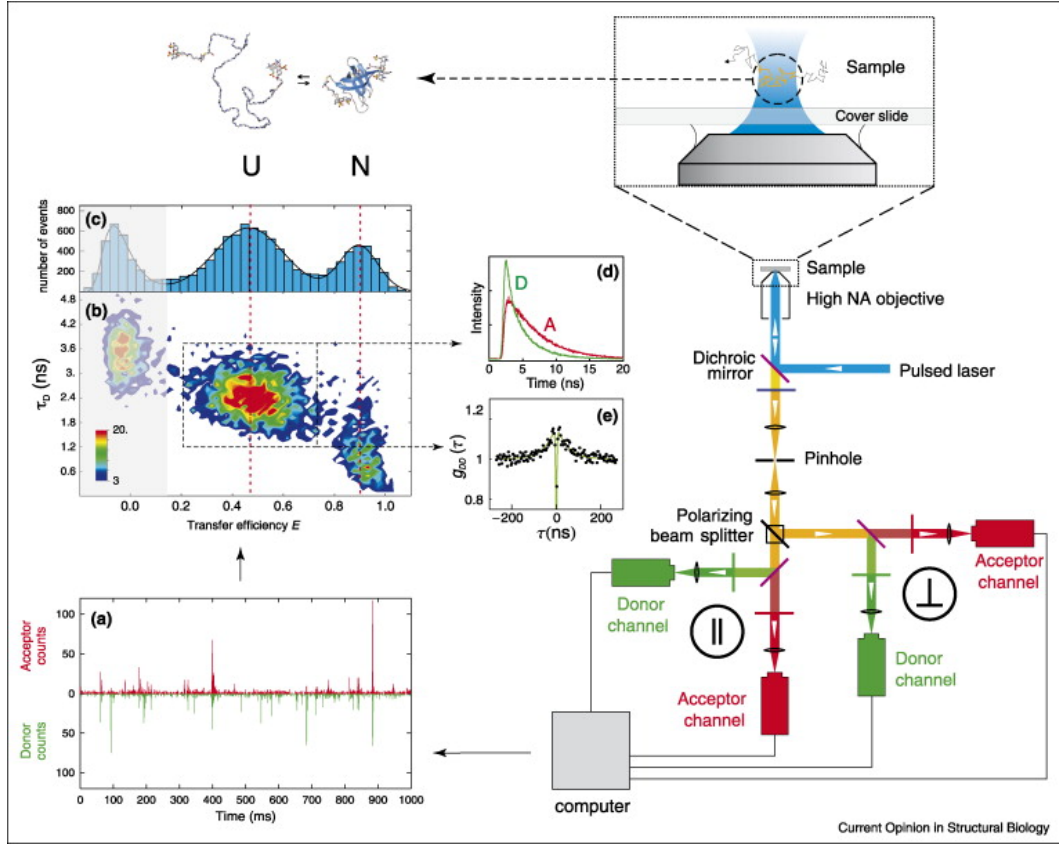 Sample
Cover slide
U
N
(c)
number of events
800
600
400
200
(b)
τD (ns)
4.8
4.2
3.6
3.0
2.4
1.8
1.2
0.6
20.
3
0.0
0.2
0.4
0.6
0.8
1.0
Transfer efficiency E
(d)
D
A
Intensity
0
5
10
15
20
Time (ns)
(e)
gDD (τ)
1.2
1
0.8
−200
0
200
τ(ns)
Sample
High NA objective
Dichroic
mirror
Pulsed laser
Pinhole
Polarizing
beam splitter
Acceptor
channel
Donor
channel
||
⊥
Donor
channel
Acceptor
channel
computer
(a)
Acceptor
counts
Donor
counts
100
50
0
50
100
0
100
200
300
400
500
600
700
800
900
1000
Time (ms)
Current Opinion in Structural Biology